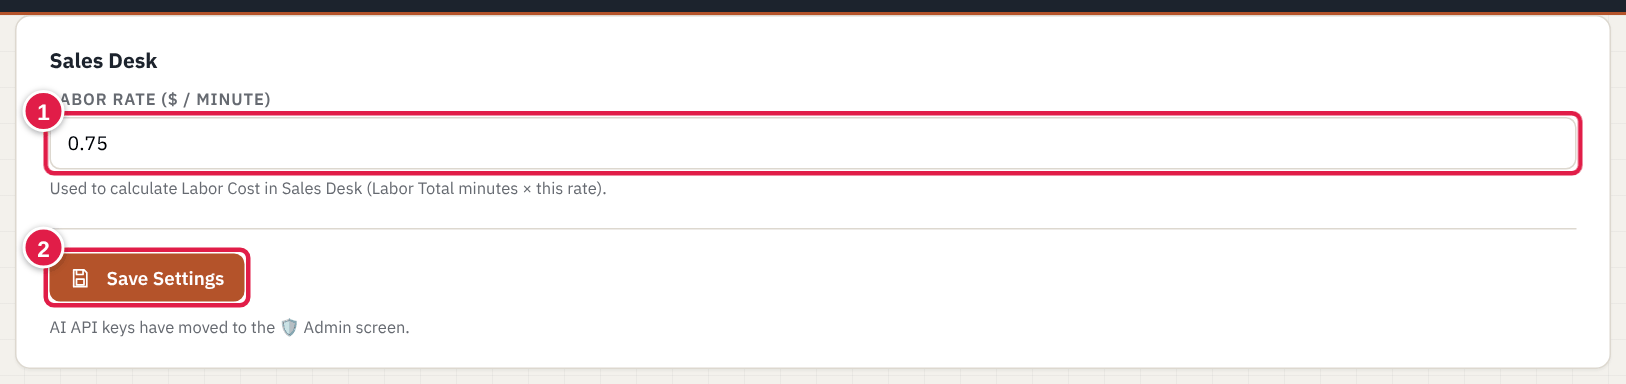 Sales Desk
LABOR RATE ($ / MINUTE)
1
0.75
Used to calculate Labor Cost in Sales Desk (Labor Total minutes × this rate).
2
Save Settings
AI API keys have moved to the 🛡️ Admin screen.